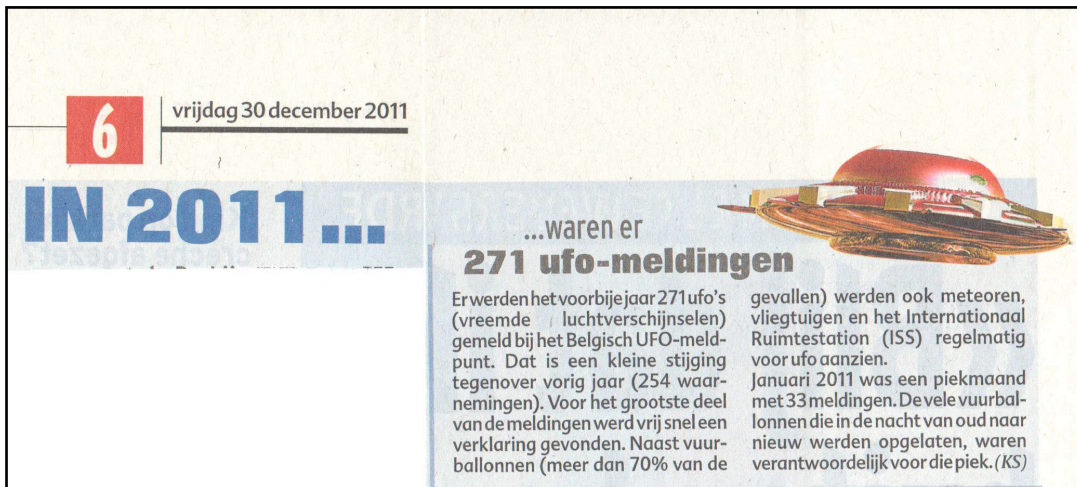 6
vrijdag 30 december 2011
IN 2011...
...waren er
271 ufo-meldingen
Er werden het voorbije jaar 271 ufo's
(vreemde luchtverschijnselen)
gemeld bij het Belgisch UFO-meld-
punt. Dat is een kleine stijging
tegenover vorig jaar (254 waar-
nemingen). Voor het grootste deel
van de meldingen werd vrij snel een
verklaring gevonden. Naast vuur-
ballonnen (meer dan 70% van de
gevallen) werden ook meteoren,
vliegtuigen en het Internationaal
Ruimtestation (ISS) regelmatig
voor ufo aanzien.
Januari 2011 was een piekmaand
met 33 meldingen. De vele vuurbal-
lonnen die in de nacht van oud naar
nieuw werden opgelaten, waren
verantwoordelijk voor die piek. (KS)